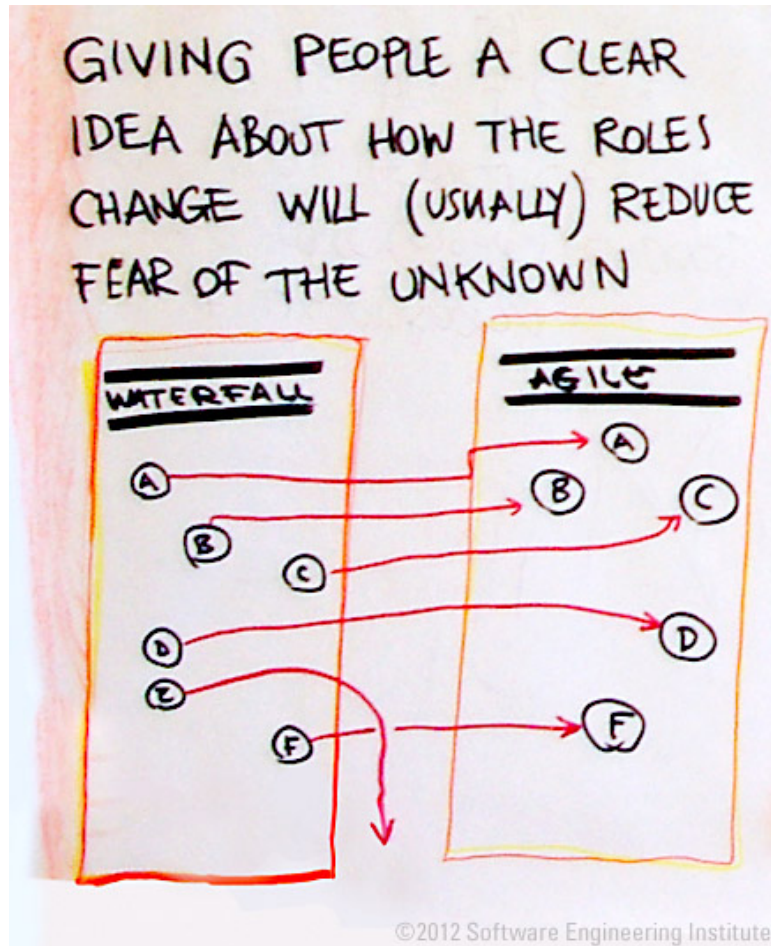 GIVING PEOPLE A CLEAR
IDEA ABOUT HOW THE ROLES
CHANGE WILL (USUALLY) REDUCE
FEAR OF THE UNKNOWN
WATERFALL
AGILE
A
B
C
D
E
F
A
B
C
D
F
©2012 Software Engineering Institute